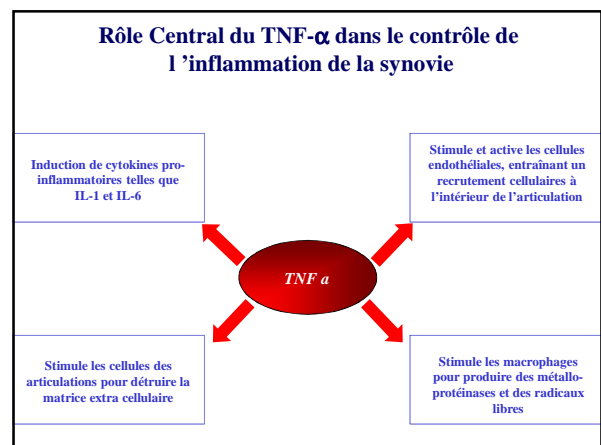 Rôle Central du TNF-α dans le contrôle de
l ’inflammation de la synovie
Induction de cytokines pro-
inflammatoires telles que
IL-1 et IL-6
Stimule et active les cellules
endothéliales, entraînant un
recrutement cellulaires à
l’intérieur de l’articulation
TNF a
Stimule les cellules des
articulations pour détruire la
matrice extra cellulaire
Stimule les macrophages
pour produire des métallo-
protéinases et des radicaux
libres